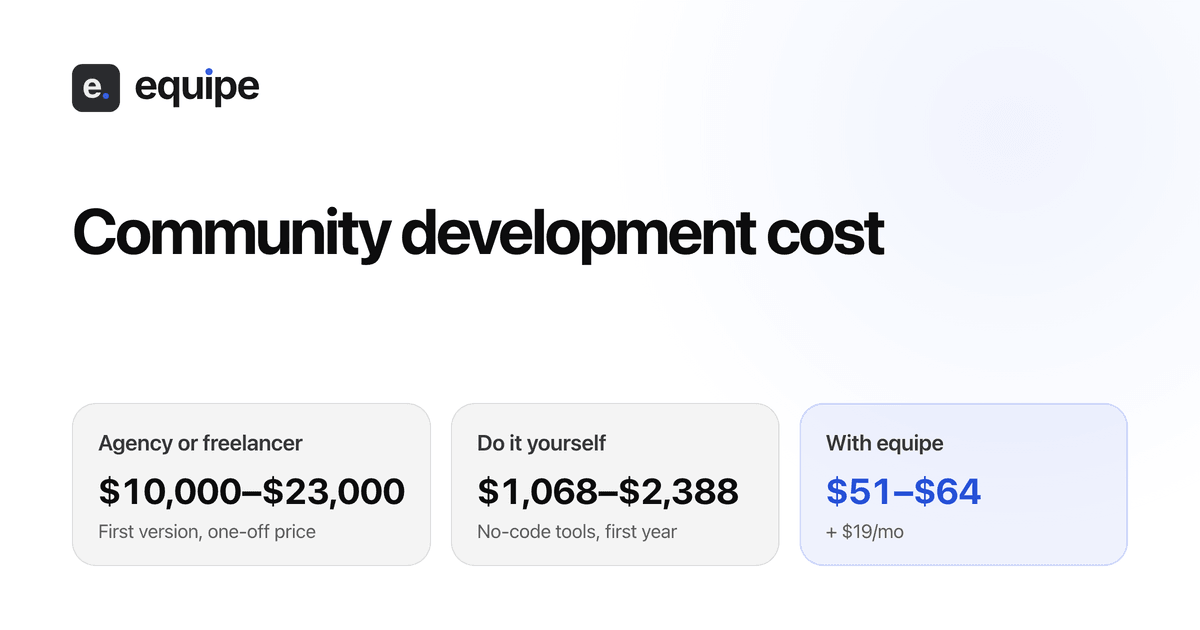 e.
equipe
Community development cost
Agency or freelancer
$10,000–$23,000
First version, one-off price
Do it yourself
$1,068–$2,388
No-code tools, first year
With equipe
$51–$64
+ $19/mo